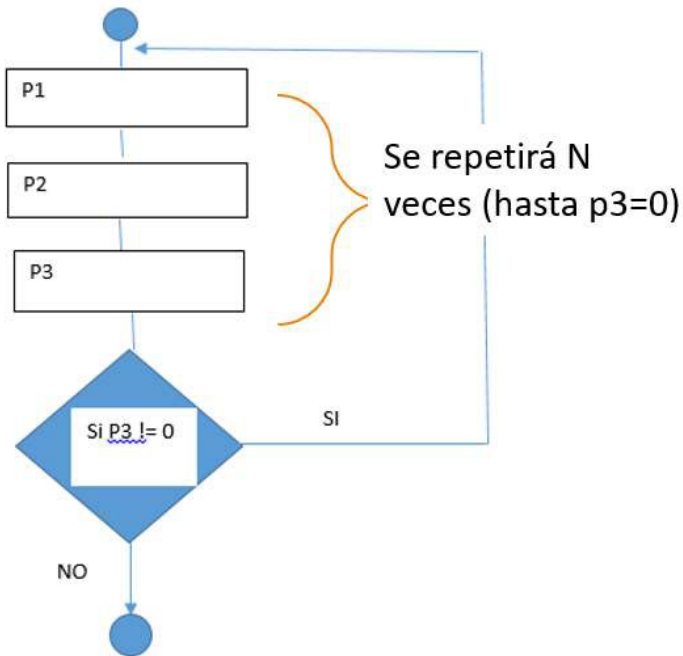 P1
P2
P3
Se repetirá N
veces (hasta p3=0)
Si P3 != 0
SI
NO